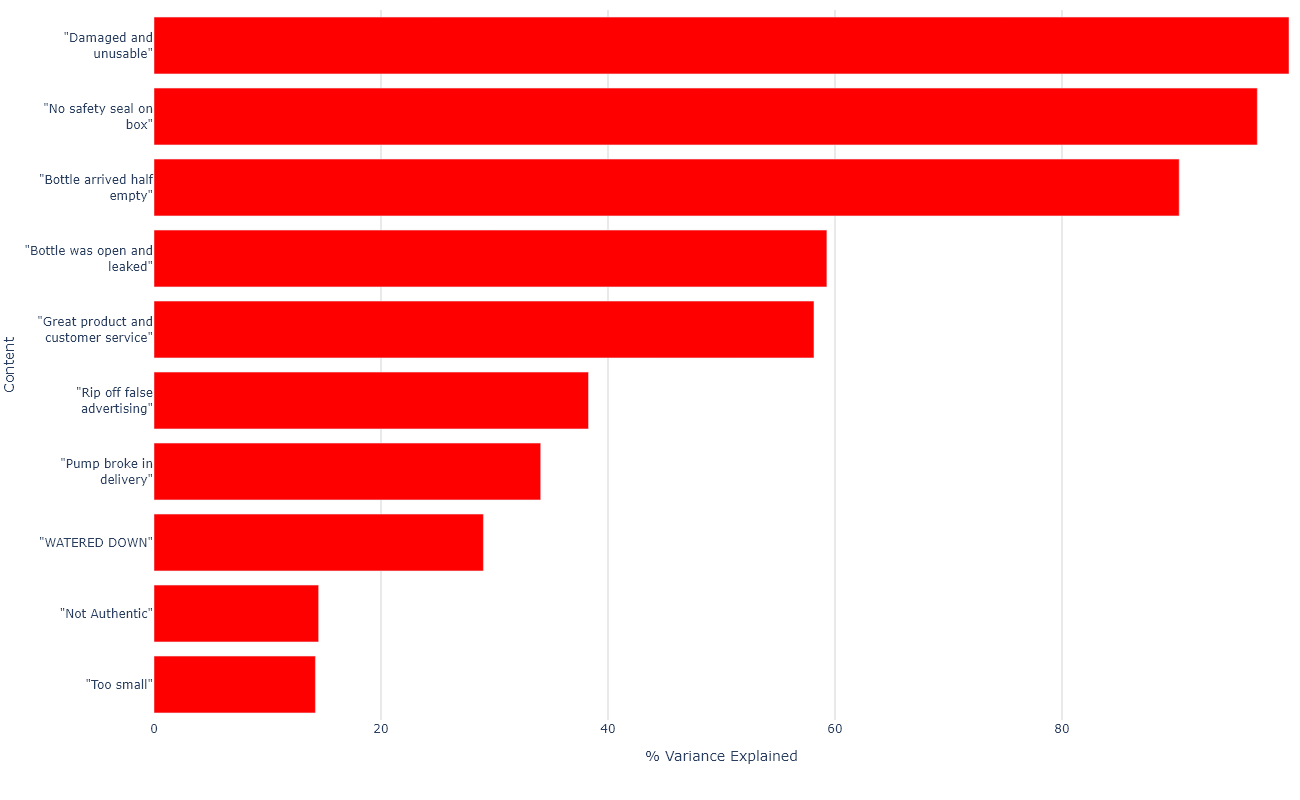 "Damaged and
unusable"
"No safety seal on
box"
"Bottle arrived half
empty"
"Bottle was open and
leaked"
"Great product and
customer service"
"Rip off false
advertising"
"Pump broke in
delivery"
"WATERED DOWN"
"Not Authentic"
"Too small"
Content
0 20 40 60 80
% Variance Explained